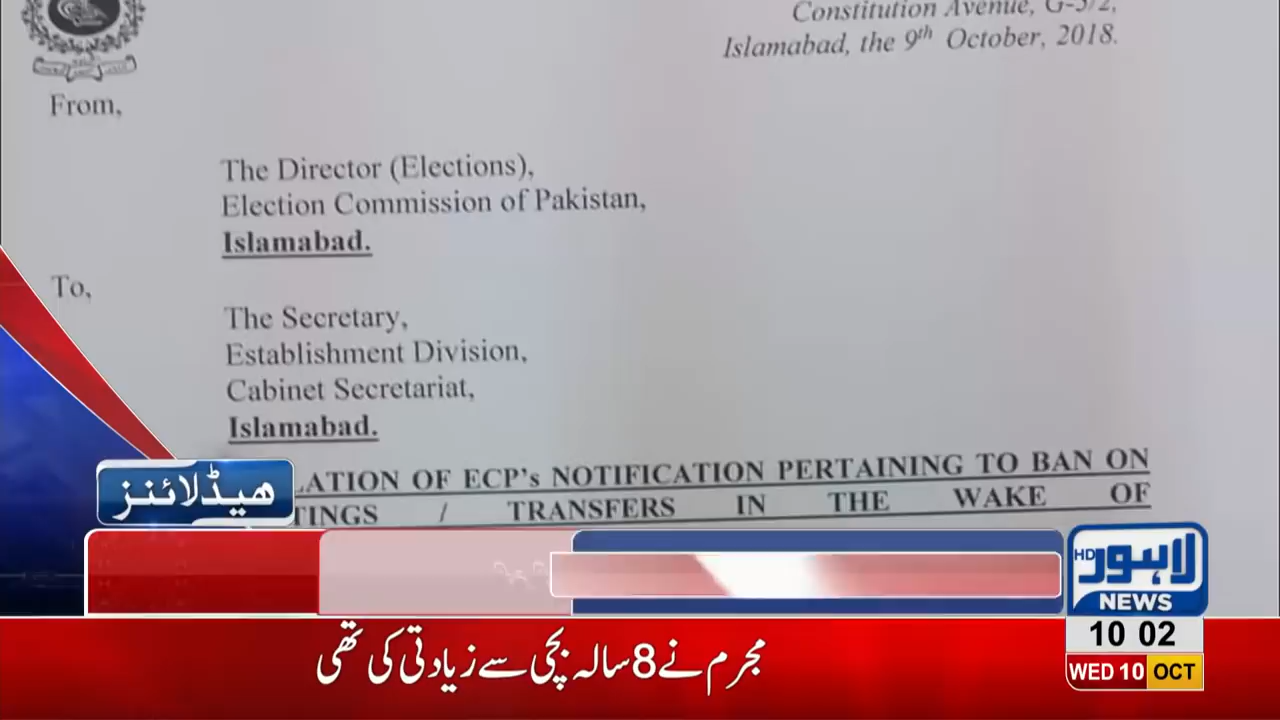 Constitution Avenue, G-5/2,
Islamabad, the 9th October, 2018.
From,
The Director (Elections),
Election Commission of Pakistan,
Islamabad.
To,
The Secretary,
Establishment Division,
Cabinet Secretariat,
Islamabad.
LATION OF ECP's NOTIFICATION PERTAINING TO BAN ON
TINGS / TRANSFERS IN THE WAKE OF
ھیڈلائنز
HD لاہور
NEWS
10 02
WED 10 OCT
مجرم نے 8 سالہ بچی سے زیادتی کی تھی